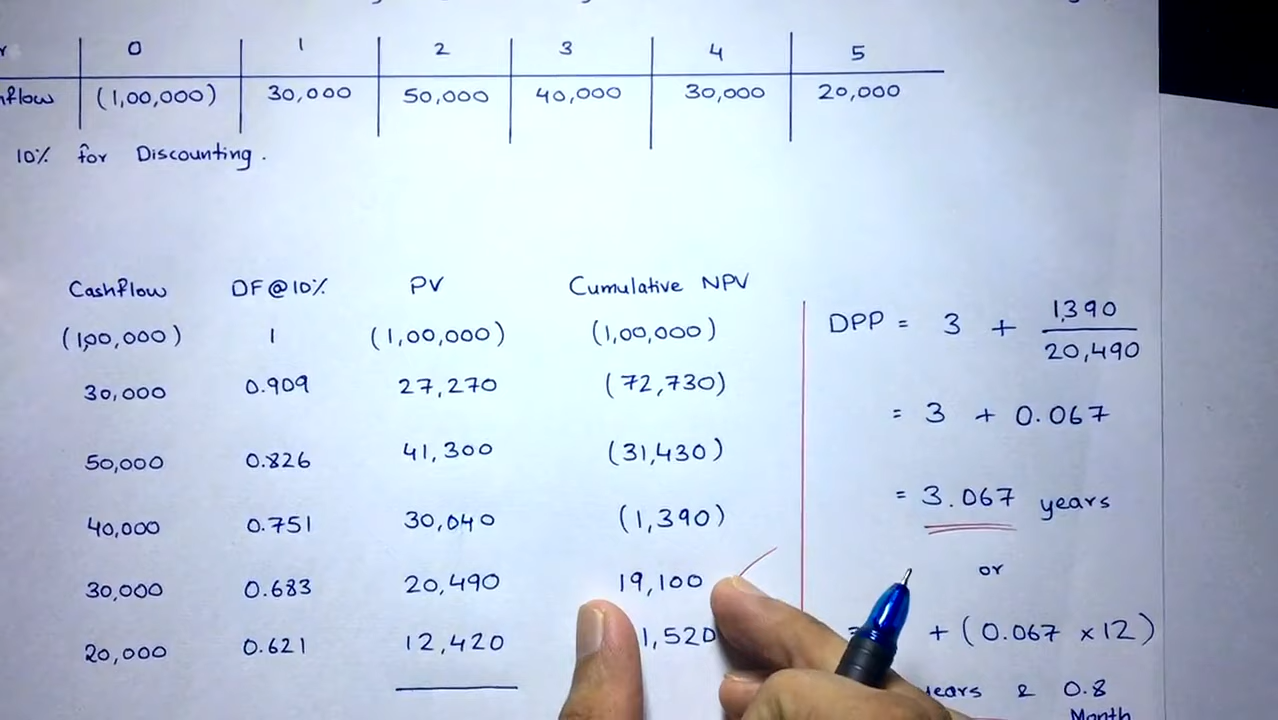 0 1 2 3 4 5
(1,00,000) 30,000 50,000 40,000 30,000 20,000
10% for Discounting.
Cashflow DF@10% PV Cumulative NPV
(1,00,000) 1 (1,00,000) (1,00,000)
30,000 0.909 27,270 (72,730)
50,000 0.826 41,300 (31,430)
40,000 0.751 30,040 (1,390)
30,000 0.683 20,490 19,100
20,000 0.621 12,420 1,520
DPP = 3 + 1,390
20,490
= 3 + 0.067
= 3.067 years
or
+ (0.067 x12)
& 0.8
Month